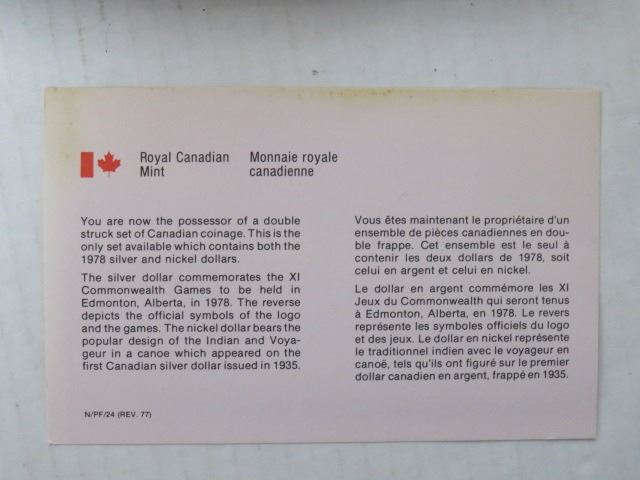 Royal Canadian
Mint
Monnaie royale
canadienne
You are now the possessor of a double
struck set of Canadian coinage. This is the
only set available which contains both the
1978 silver and nickel dollars.
The silver dollar commemorates the XI
Commonwealth Games to be held in
Edmonton, Alberta, in 1978. The reverse
depicts the official symbols of the logo
and the games. The nickel dollar bears the
popular design of the Indian and Voya-
geur in a canoe which appeared on the
first Canadian silver dollar issued in 1935.
Vous êtes maintenant le propriétaire d'un
ensemble de pièces canadiennes en dou-
ble frappe. Cet ensemble est le seul à
contenir les deux dollars de 1978, soit
celui en argent et celui en nickel.
Le dollar en argent commémore les XI
Jeux du Commonwealth qui seront tenus
à Edmonton, Alberta, en 1978. Le revers
représente les symboles officiels du logo
et des jeux. Le dollar en nickel représente
le traditionnel indien avec le voyageur en
canoë, tels qu'ils ont figuré sur le premier
dollar canadien en argent, frappé en 1935.
N/PF/24 (REV. 77)